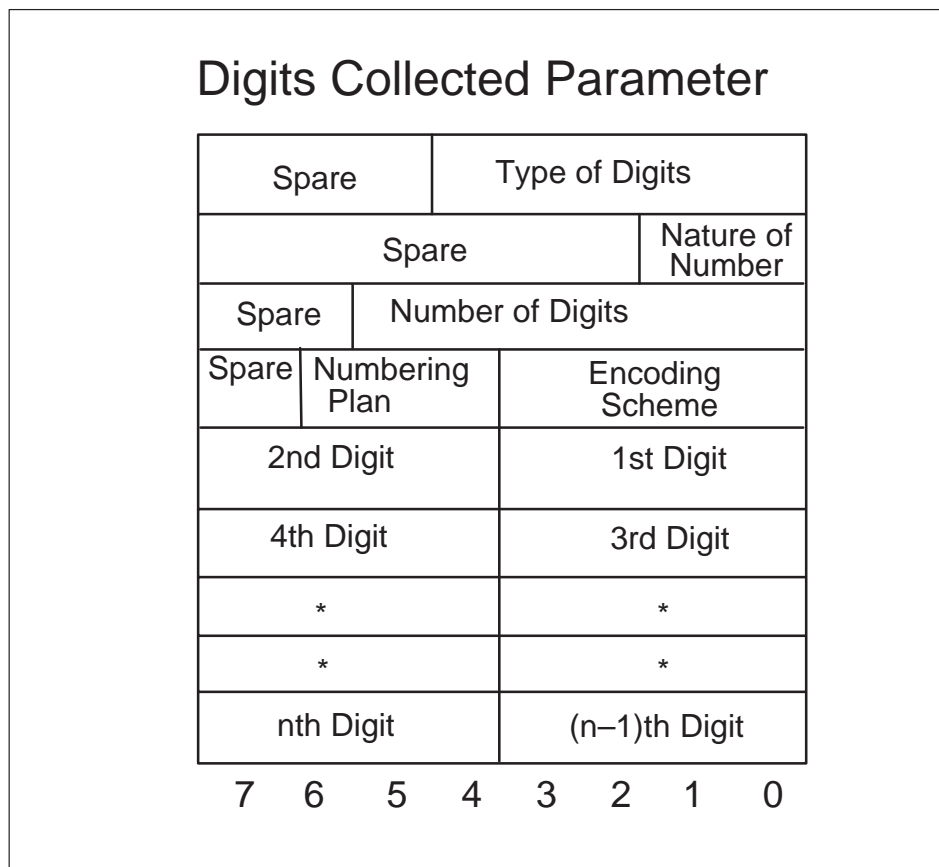 Digits Collected Parameter
Spare Type of Digits
Spare Nature of
Number
Spare Number of Digits
Spare Numbering
Plan Encoding
Scheme
2nd Digit 1st Digit
4th Digit 3rd Digit
* *
* *
nth Digit (n–1)th Digit
7 6 5 4 3 2 1 0